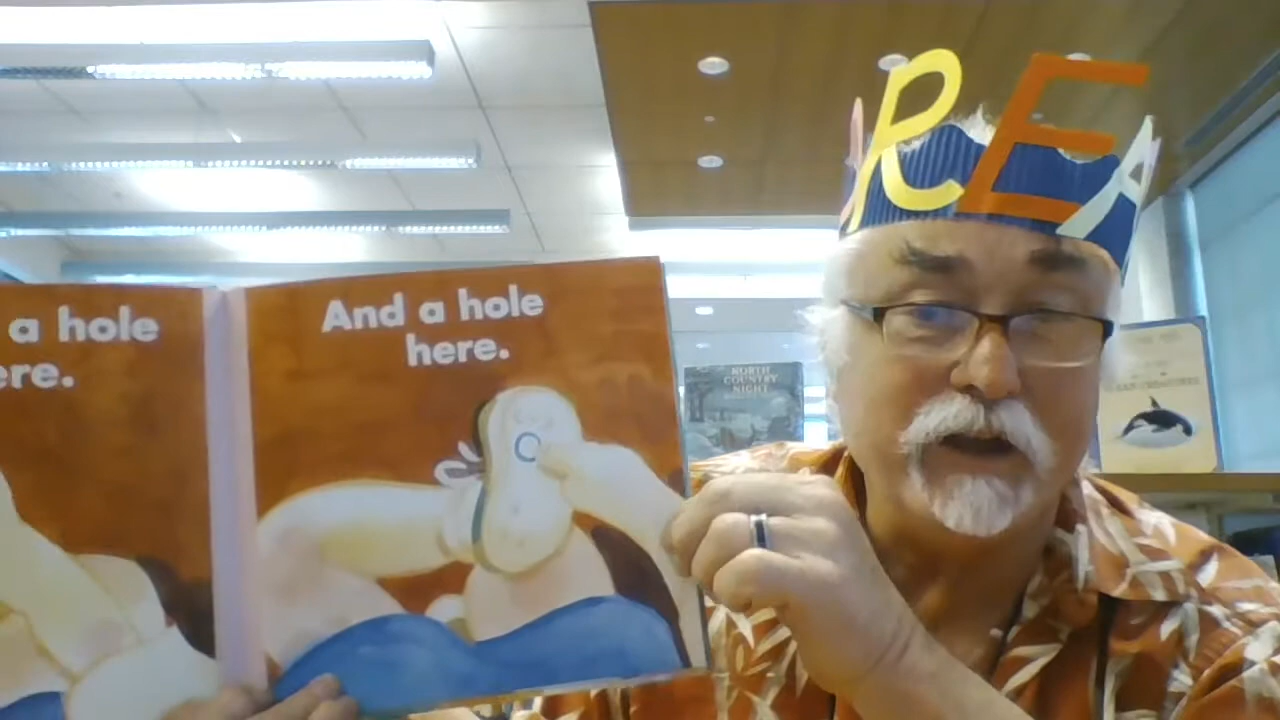 a hole
ere.
And a hole
here.
REA
NORTH
COUNTRY
NIGHT